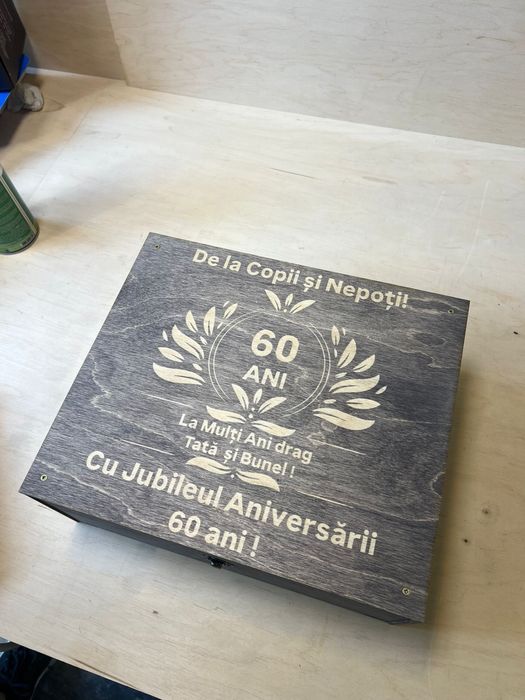 De la Copii și Nepoți!
60
ANI
La Mulți Ani drag
Tată și Bunel !
Cu Jubileul Aniversării
60 ani !